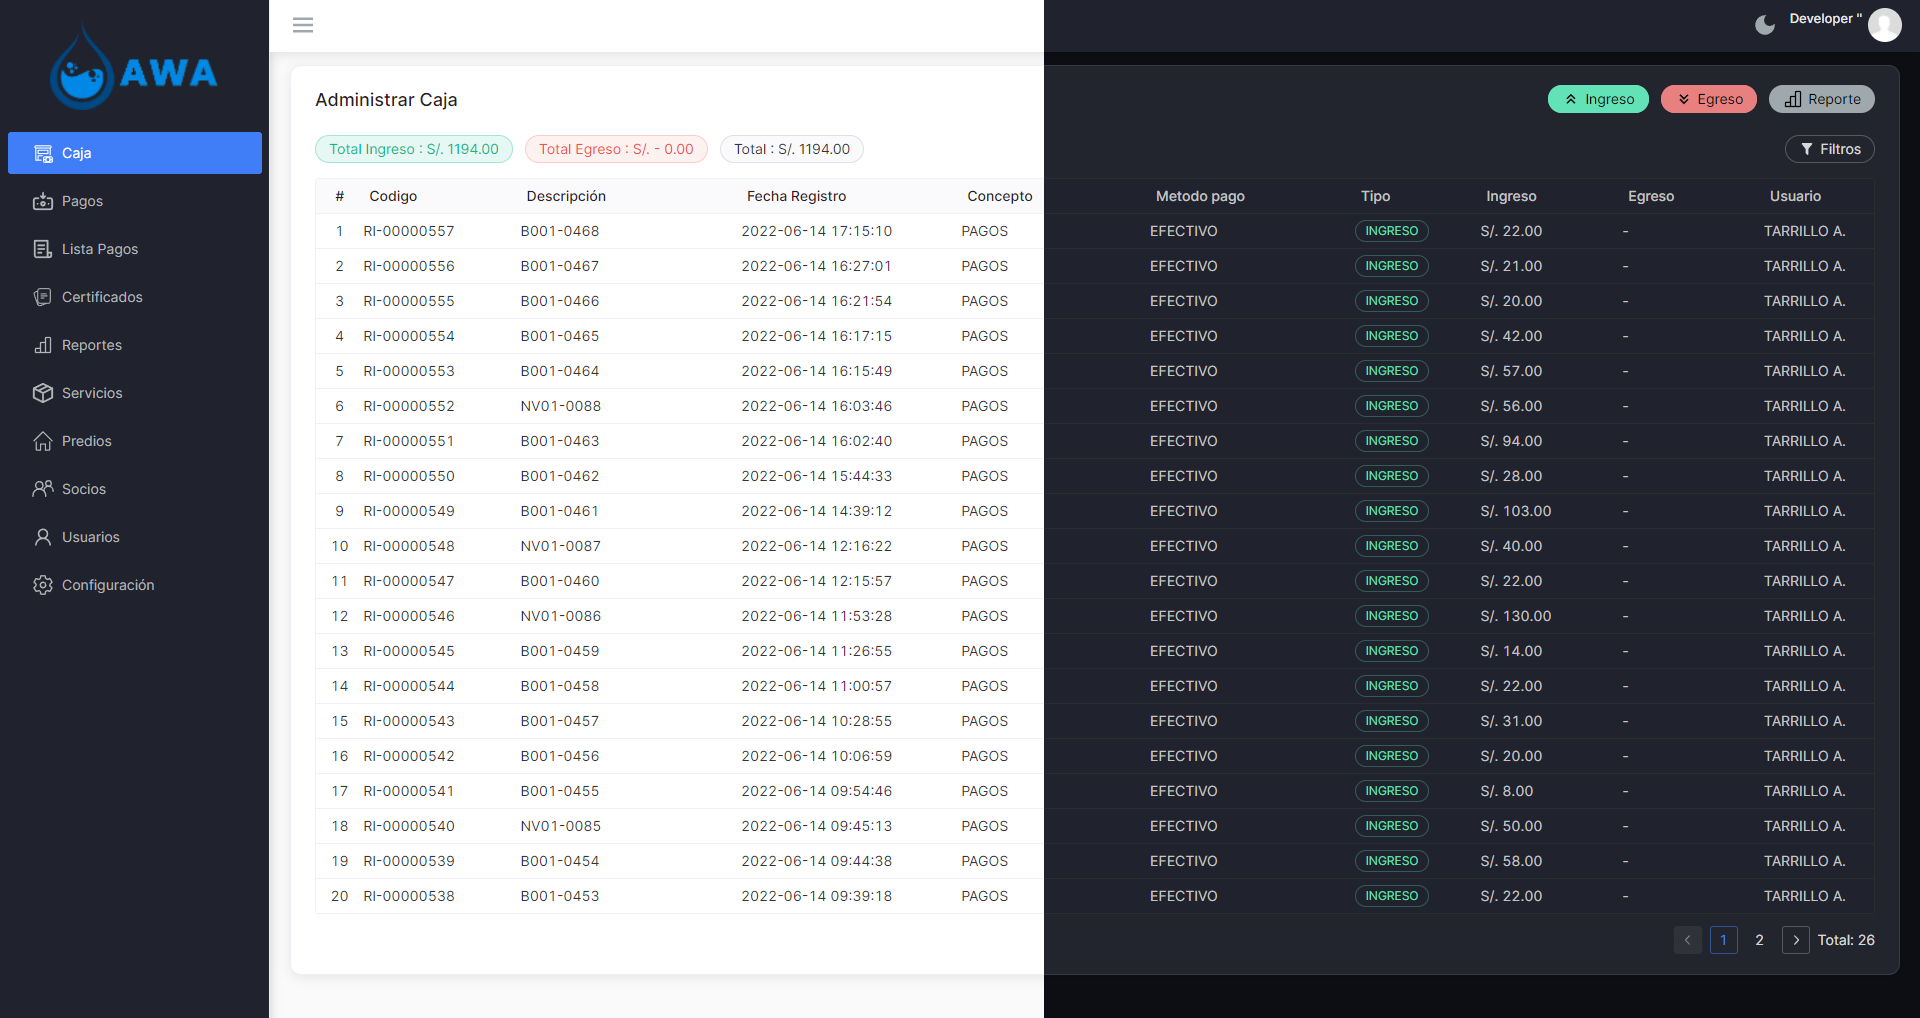 AWA
Developer "
Caja
Pagos
Lista Pagos
Certificados
Reportes
Servicios
Predios
Socios
Usuarios
Configuración
Administrar Caja
Ingreso Egreso Reporte
Total Ingreso : S/. 1194.00 Total Egreso : S/. - 0.00 Total : S/. 1194.00 Filtros
# Codigo Descripción Fecha Registro Concepto Metodo pago Tipo Ingreso Egreso Usuario
1 RI-00000557 B001-0468 2022-06-14 17:15:10 PAGOS EFECTIVO INGRESO S/. 22.00 - TARRILLO A.
2 RI-00000556 B001-0467 2022-06-14 16:27:01 PAGOS EFECTIVO INGRESO S/. 21.00 - TARRILLO A.
3 RI-00000555 B001-0466 2022-06-14 16:21:54 PAGOS EFECTIVO INGRESO S/. 20.00 - TARRILLO A.
4 RI-00000554 B001-0465 2022-06-14 16:17:15 PAGOS EFECTIVO INGRESO S/. 42.00 - TARRILLO A.
5 RI-00000553 B001-0464 2022-06-14 16:15:49 PAGOS EFECTIVO INGRESO S/. 57.00 - TARRILLO A.
6 RI-00000552 NV01-0088 2022-06-14 16:03:46 PAGOS EFECTIVO INGRESO S/. 56.00 - TARRILLO A.
7 RI-00000551 B001-0463 2022-06-14 16:02:40 PAGOS EFECTIVO INGRESO S/. 94.00 - TARRILLO A.
8 RI-00000550 B001-0462 2022-06-14 15:44:33 PAGOS EFECTIVO INGRESO S/. 28.00 - TARRILLO A.
9 RI-00000549 B001-0461 2022-06-14 14:39:12 PAGOS EFECTIVO INGRESO S/. 103.00 - TARRILLO A.
10 RI-00000548 NV01-0087 2022-06-14 12:16:22 PAGOS EFECTIVO INGRESO S/. 40.00 - TARRILLO A.
11 RI-00000547 B001-0460 2022-06-14 12:15:57 PAGOS EFECTIVO INGRESO S/. 22.00 - TARRILLO A.
12 RI-00000546 NV01-0086 2022-06-14 11:53:28 PAGOS EFECTIVO INGRESO S/. 130.00 - TARRILLO A.
13 RI-00000545 B001-0459 2022-06-14 11:26:55 PAGOS EFECTIVO INGRESO S/. 14.00 - TARRILLO A.
14 RI-00000544 B001-0458 2022-06-14 11:00:57 PAGOS EFECTIVO INGRESO S/. 22.00 - TARRILLO A.
15 RI-00000543 B001-0457 2022-06-14 10:28:55 PAGOS EFECTIVO INGRESO S/. 31.00 - TARRILLO A.
16 RI-00000542 B001-0456 2022-06-14 10:06:59 PAGOS EFECTIVO INGRESO S/. 20.00 - TARRILLO A.
17 RI-00000541 B001-0455 2022-06-14 09:54:46 PAGOS EFECTIVO INGRESO S/. 8.00 - TARRILLO A.
18 RI-00000540 NV01-0085 2022-06-14 09:45:13 PAGOS EFECTIVO INGRESO S/. 50.00 - TARRILLO A.
19 RI-00000539 B001-0454 2022-06-14 09:44:38 PAGOS EFECTIVO INGRESO S/. 58.00 - TARRILLO A.
20 RI-00000538 B001-0453 2022-06-14 09:39:18 PAGOS EFECTIVO INGRESO S/. 22.00 - TARRILLO A.
1 2 Total: 26